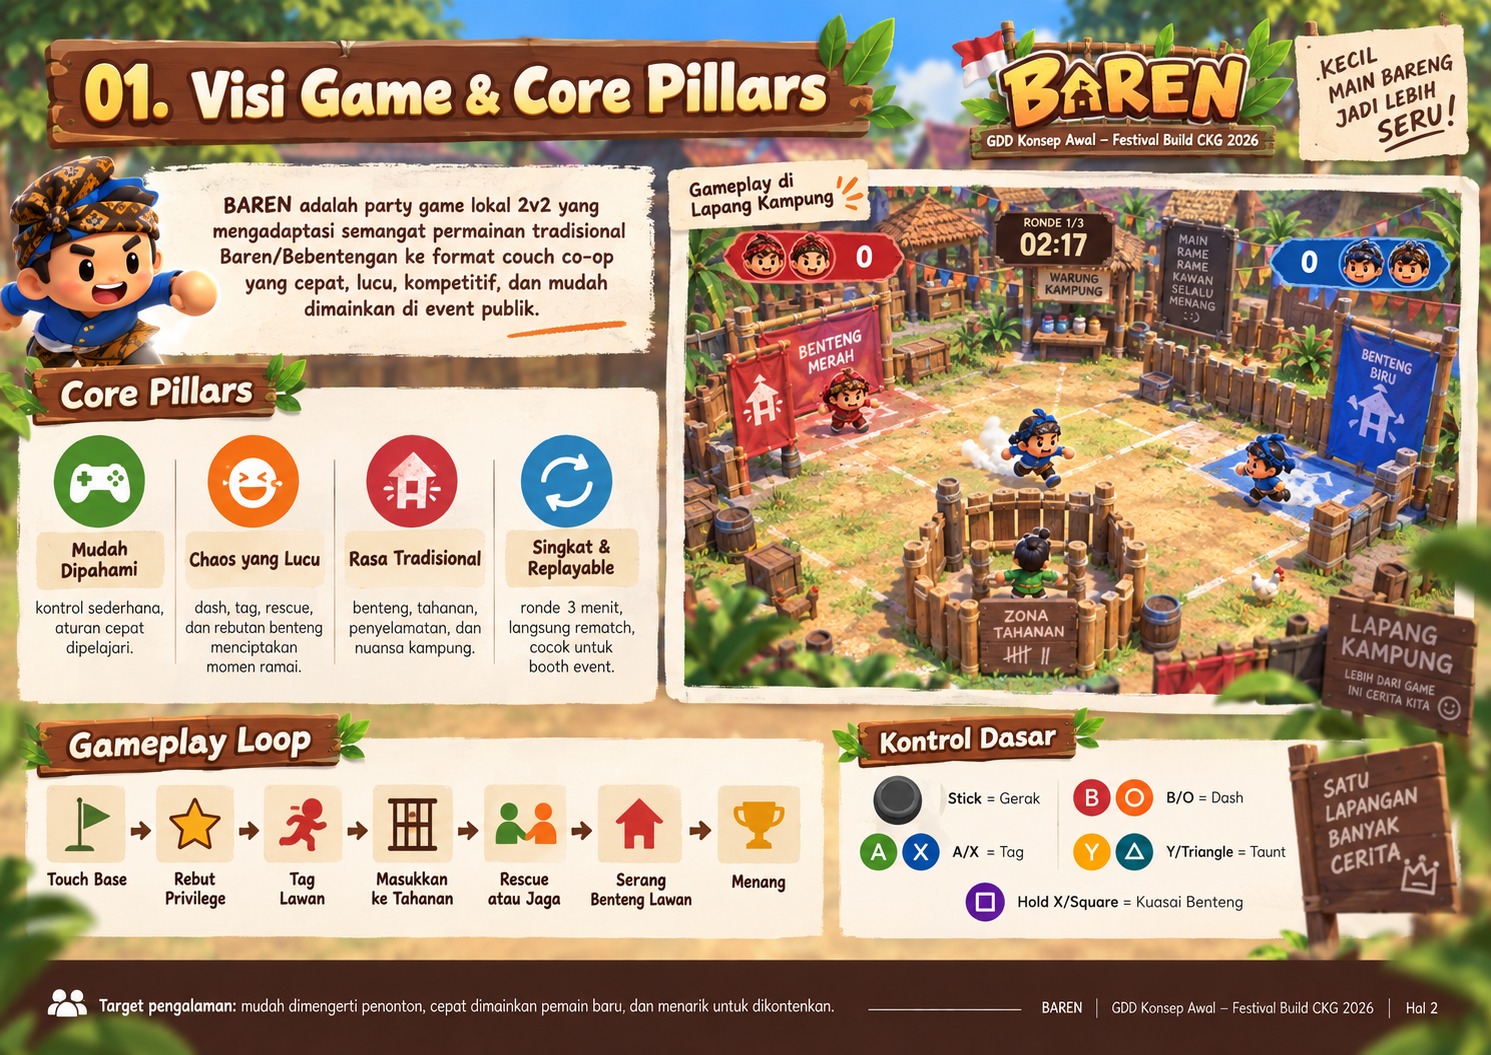 01. Visi Game & Core Pillars
BAREN
GDD Konsep Awal – Festival Build CKG 2026
KECIL
MAIN BARENG
JADI LEBIH
SERU!
BAREN adalah party game lokal 2v2 yang
mengadaptasi semangat permainan tradisional
Baren/Bebentengan ke format couch co-op
yang cepat, lucu, kompetitif, dan mudah
dimainkan di event publik.
Gameplay di
Lapang Kampung
0
RONDE 1/3
02:17
WARUNG
KAMPUNG
MAIN
RAME
RAME
KAWAN
SELALU
MENANG
:)
0
BENTENG
MERAH
BENTENG
BIRU
ZONA
TAHANAN
LAPANG
KAMPUNG
LEBIH DARI GAME
INI CERITA KITA
Core Pillars
Mudah
Dipahami
kontrol sederhana,
aturan cepat
dipelajari.
Chaos yang Lucu
dash, tag, rescue,
dan rebutan benteng
menciptakan
momen ramai.
Rasa Tradisional
benteng, tahanan,
penyelamatan, dan
nuansa kampung.
Singkat &
Replayable
ronde 3 menit,
langsung rematch,
cocok untuk
booth event.
Gameplay Loop
Touch Base
Rebut
Privilege
Tag
Lawan
Masukkan
ke Tahanan
Rescue
atau Jaga
Serang
Benteng Lawan
Menang
Kontrol Dasar
Stick = Gerak
B O B/O = Dash
A X A/X = Tag
Y Y/Triangle = Taunt
Hold X/Square = Kuasai Benteng
SATU
LAPANGAN
BANYAK
CERITA
Target pengalaman: mudah dimengerti penonton, cepat dimainkan pemain baru, dan menarik untuk dikontenkan.
BAREN | GDD Konsep Awal – Festival Build CKG 2026 | Hal 2